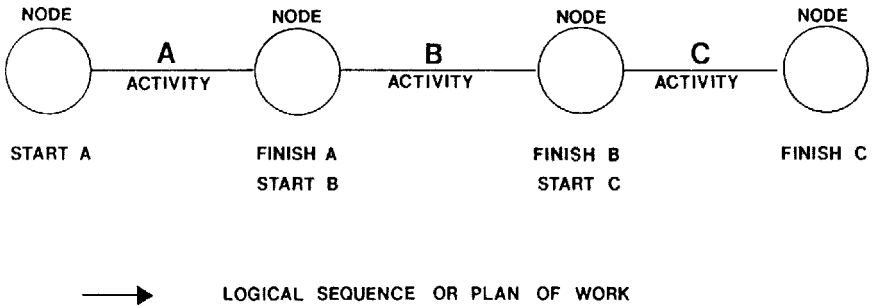 NODE NODE NODE NODE
A B C
ACTIVITY ACTIVITY ACTIVITY
START A FINISH A FINISH B FINISH C
START B START C
LOGICAL SEQUENCE OR PLAN OF WORK